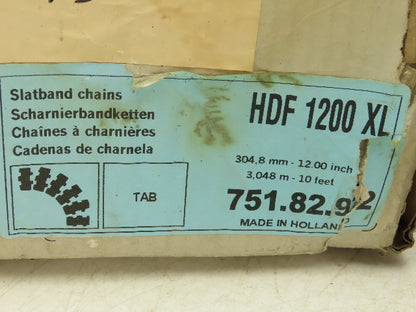 Slatband chains
Scharnierbandketten
Chaînes à charnières
Cadenas de charnela
TAB
HDF 1200 XL
304,8 mm - 12.00 inch
3,048 m - 10 feet
751.82.92
MADE IN HOLLAND